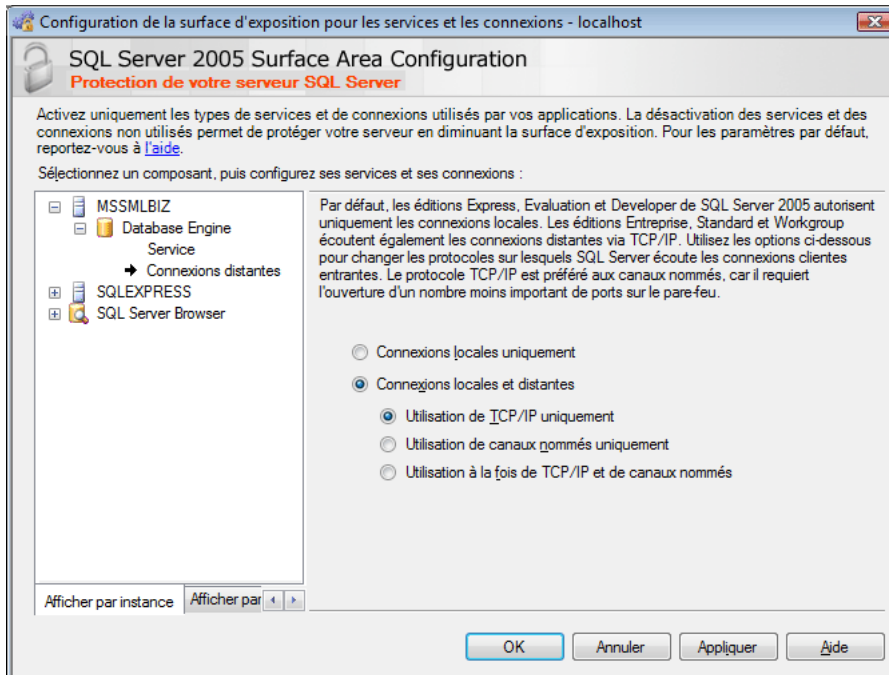 Configuration de la surface d'exposition pour les services et les connexions - localhost
SQL Server 2005 Surface Area Configuration
Protection de votre serveur SQL Server
Activez uniquement les types de services et de connexions utilisés par vos applications. La désactivation des services et des
connexions non utilisés permet de protéger votre serveur en diminuant la surface d'exposition. Pour les paramètres par défaut,
reportez-vous à l'aide.
Sélectionnez un composant, puis configurez ses services et ses connexions :
MSSMLBIZ
Database Engine
Service
Connexions distantes
SQLEXPRESS
SQL Server Browser
Par défaut, les éditions Express, Evaluation et Developer de SQL Server 2005 autorisent
uniquement les connexions locales. Les éditions Entreprise, Standard et Workgroup
écoutent également les connexions distantes via TCP/IP. Utilisez les options ci-dessous
pour changer les protocoles sur lesquels SQL Server écoute les connexions clientes
entrantes. Le protocole TCP/IP est préféré aux canaux nommés, car il requiert
l'ouverture d'un nombre moins important de ports sur le pare-feu.
Connexions locales uniquement
Connexions locales et distantes
Utilisation de TCP/IP uniquement
Utilisation de canaux nommés uniquement
Utilisation à la fois de TCP/IP et de canaux nommés
Afficher par instance
Afficher par
OK
Annuler
Appliquer
Aide